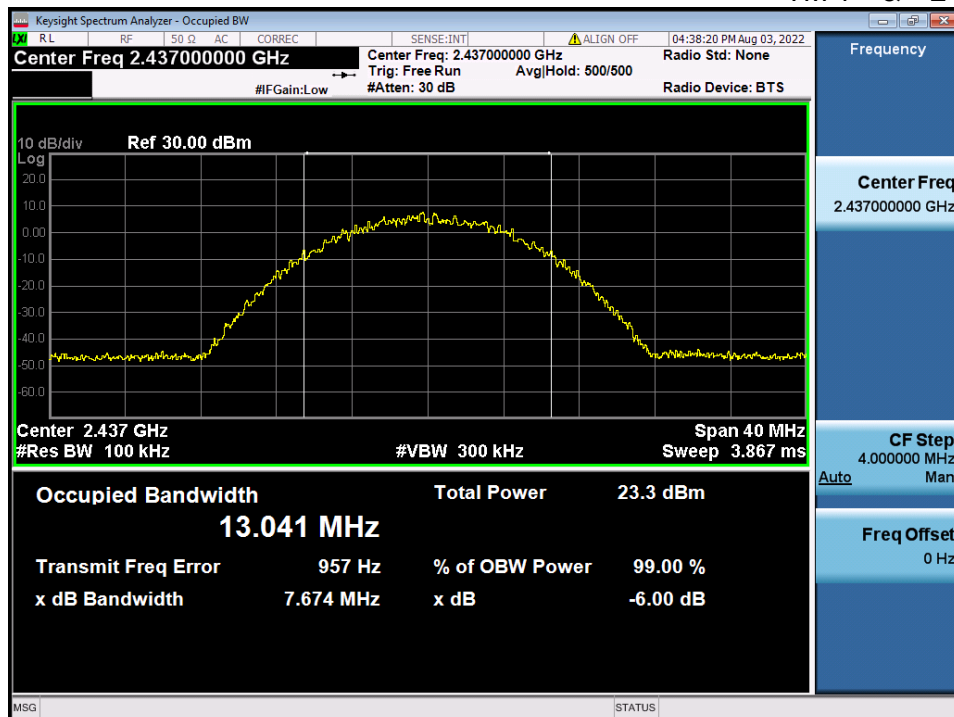 Keysight Spectrum Analyzer - Occupied BW
LXI RL RF 50 Ω AC CORREC SENSE:INT ALIGN OFF 04:38:20 PM Aug 03, 2022
Center Freq 2.437000000 GHz
#IFGain:Low
Center Freq: 2.437000000 GHz
Trig: Free Run Avg|Hold: 500/500
#Atten: 30 dB
Radio Std: None
Radio Device: BTS
10 dB/div Ref 30.00 dBm
Log
20.0
10.0
0.00
-10.0
-20.0
-30.0
-40.0
-50.0
-60.0
Center 2.437 GHz Span 40 MHz
#Res BW 100 kHz #VBW 300 kHz Sweep 3.867 ms
Occupied Bandwidth Total Power 23.3 dBm
13.041 MHz
Transmit Freq Error 957 Hz % of OBW Power 99.00 %
x dB Bandwidth 7.674 MHz x dB -6.00 dB
Frequency
Center Freq
2.437000000 GHz
CF Step
4.000000 MHz
Auto Man
Freq Offset
0 Hz
MSG STATUS